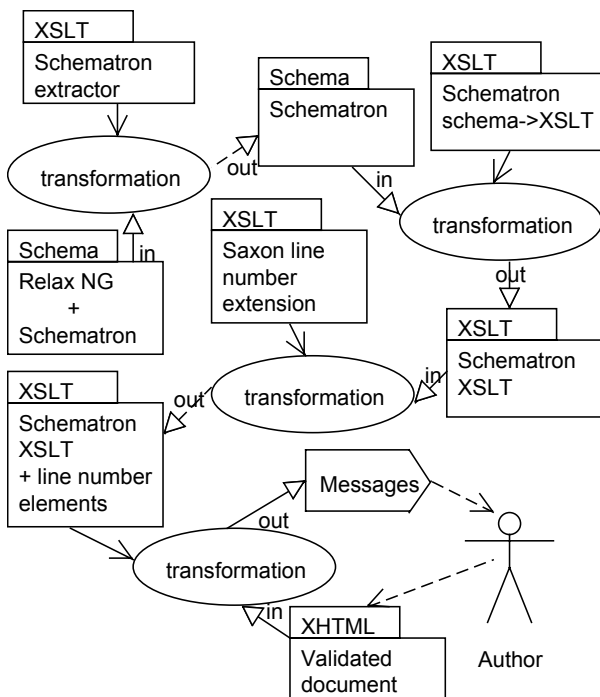 XSLT
Schematron
extractor
transformation
out
in
Schema
Relax NG
+
Schematron
Schema
Schematron
in
XSLT
Schematron
schema->XSLT
transformation
out
XSLT
Schematron
XSLT
in
XSLT
Saxon line
number
extension
transformation
out
XSLT
Schematron
XSLT
+ line number
elements
transformation
out
Messages
in
XHTML
Validated
document
Author